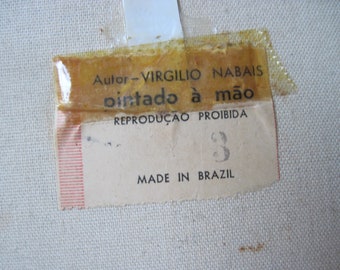 Autor-VIRGILIO NABAIS
pintado à mão
REPRODUÇÃO PROIBIDA
3
MADE IN BRAZIL